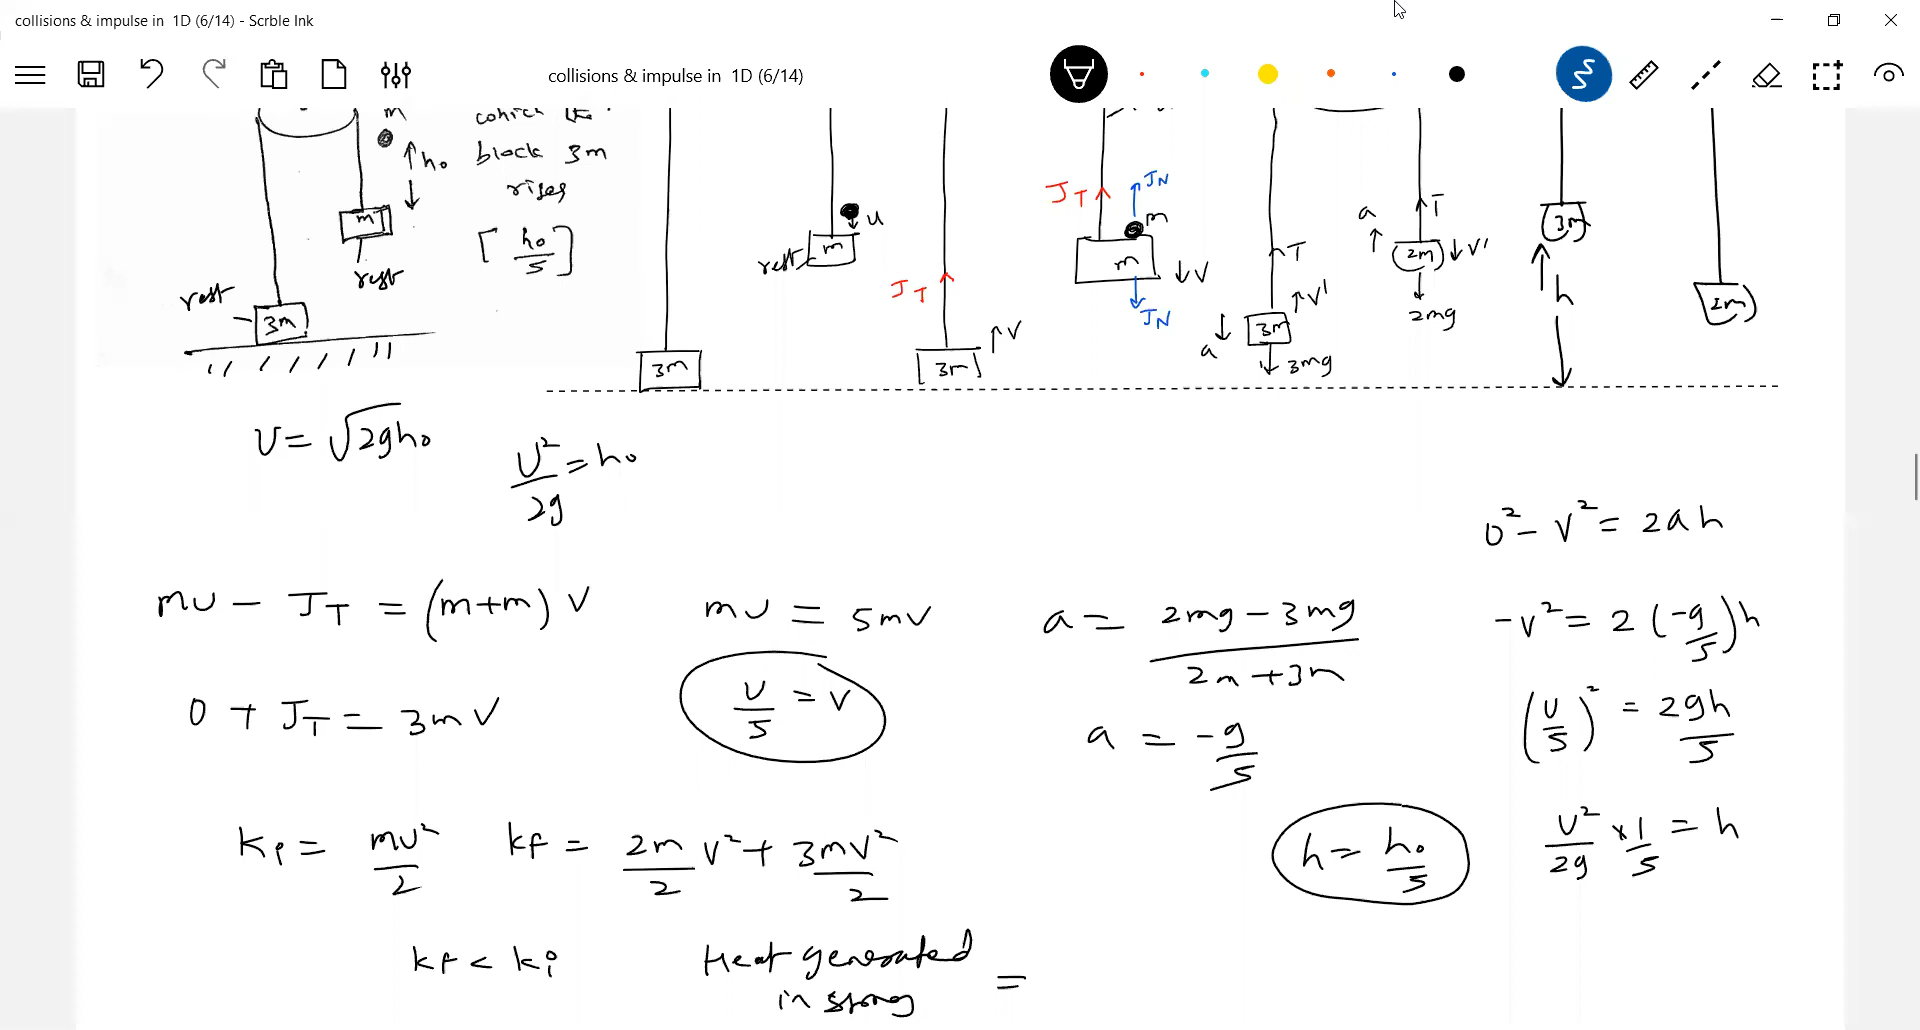 collisions & impulse in 1D (6/14) - Scrble Ink
collisions & impulse in 1D (6/14)
m
h₀
block 3m
rises
[h₀/5]
m
rest
rest
3m
3m
u
rest
m
J_T
3m
v
J_T
J_N
m
m
v
J_N
T
v'
3m
a
3mg
T
a
2m
v'
2mg
3m
h
2m
U = √2gh₀
U²/2g = h₀
0² - v² = 2ah
mu - J_T = (m+m) v
mu = 5mv
a = (2mg - 3mg)/(2m + 3m)
-v² = 2(-g/5)h
0 + J_T = 3mv
u/5 = v
a = -g/5
(u/5)² = 2gh/5
Ki = mu²/2
kf = 2m/2 v² + 3mv²/2
h = h₀/5
u²/2g × 1/5 = h
kf < ki
Heat generated
in strong
=